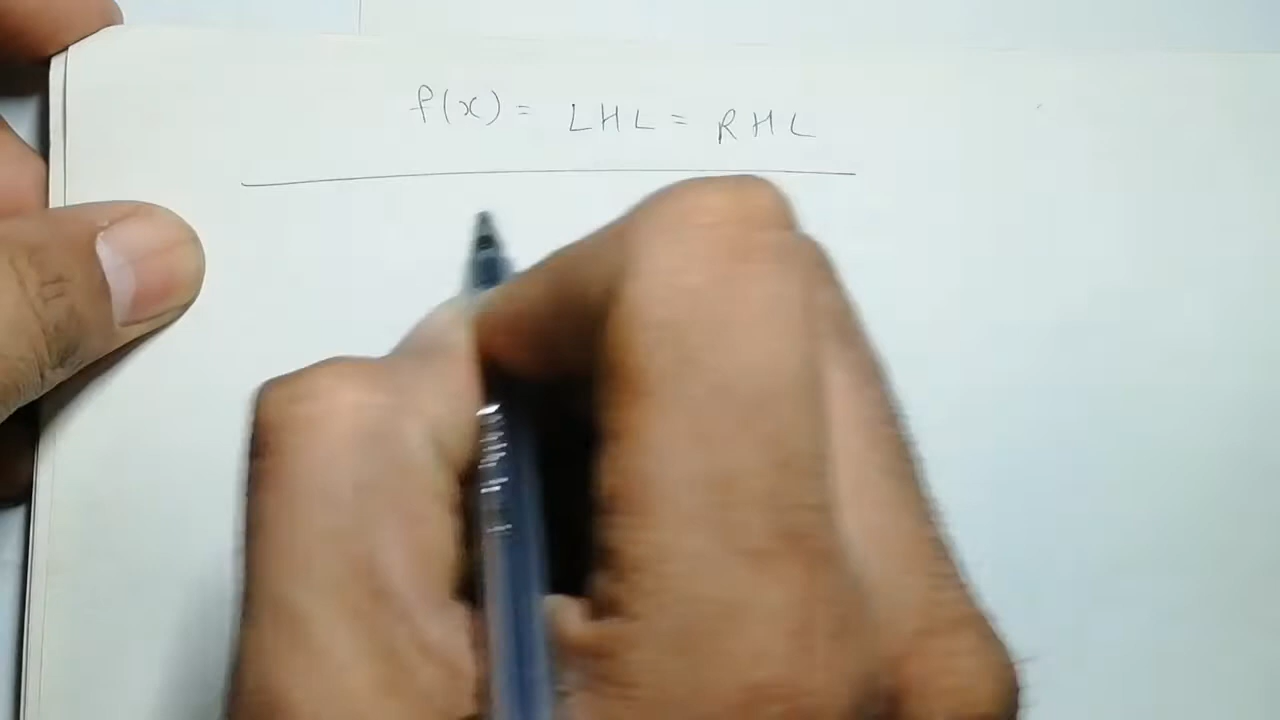 f(x) = LHL = RHL